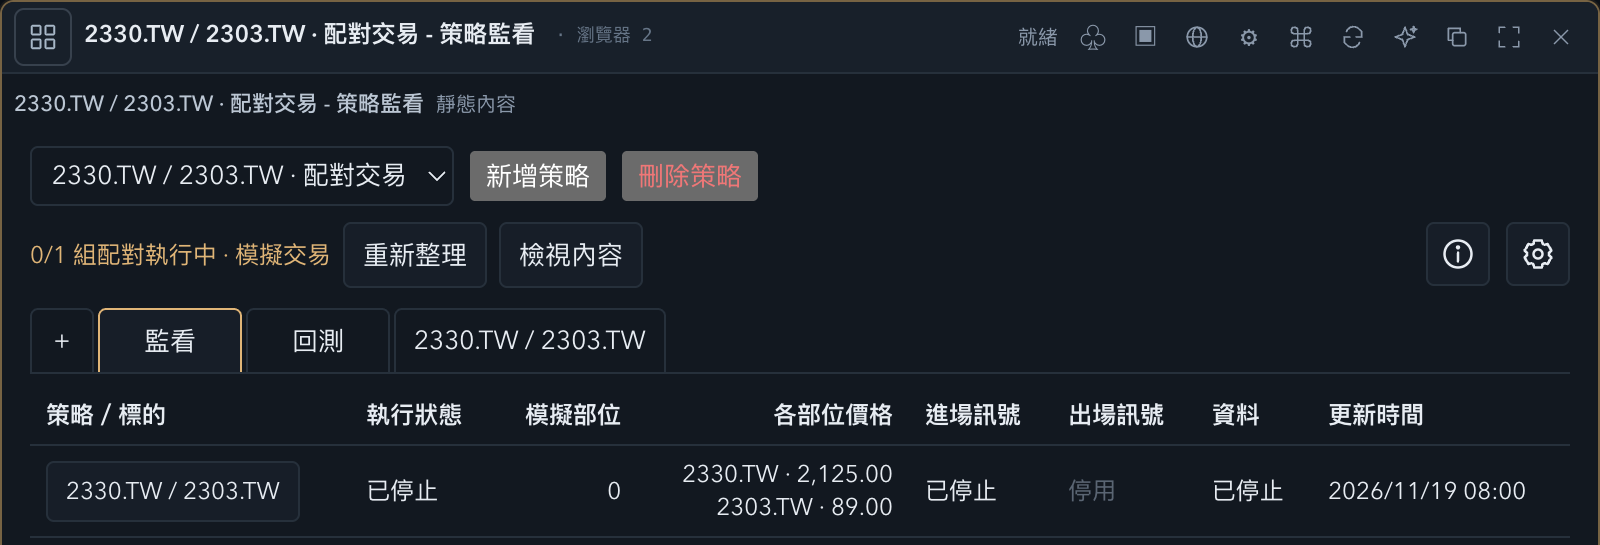 2330.TW / 2303.TW · 配對交易 - 策略監看 · 瀏覽器 2 就緒
2330.TW / 2303.TW · 配對交易 - 策略監看 靜態內容
2330.TW / 2303.TW · 配對交易 新增策略 刪除策略
0/1 組配對執行中 · 模擬交易 重新整理 檢視內容
+ 監看 回測 2330.TW / 2303.TW
策略 / 標的 執行狀態 模擬部位 各部位價格 進場訊號 出場訊號 資料 更新時間
2330.TW / 2303.TW 已停止 0 2330.TW · 2,125.00 已停止 停用 已停止 2026/11/19 08:00
2303.TW · 89.00